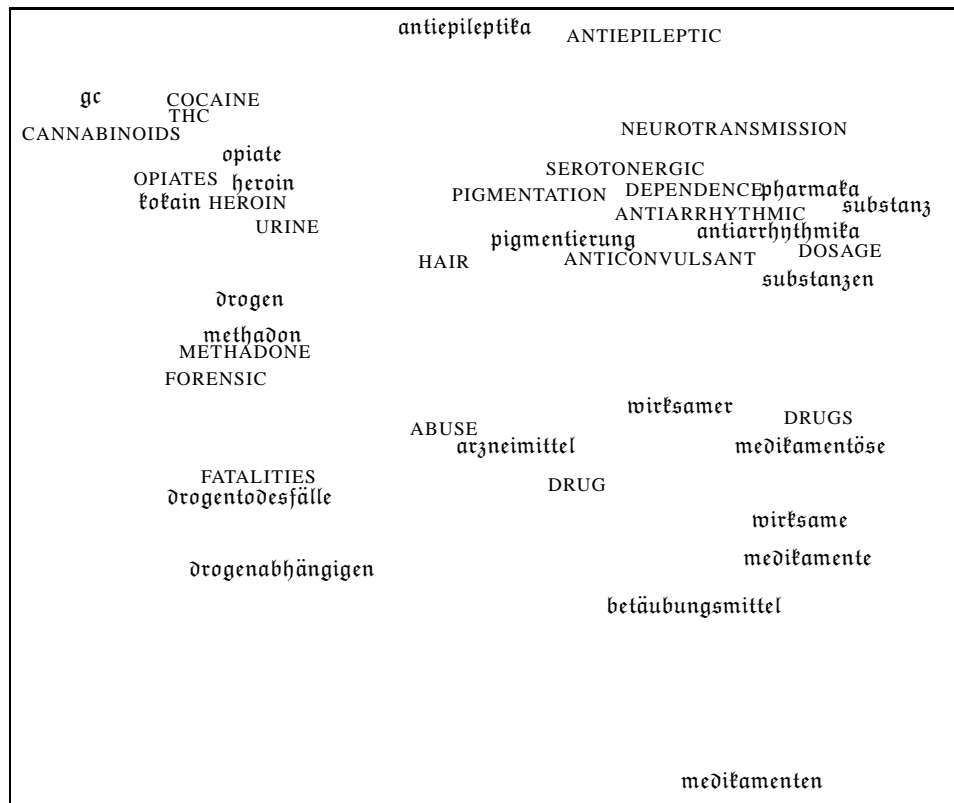 antiepileptika ANTIEPILEPTIC
gc COCAINE
THC
CANNABINOIDS NEUROTRANSMISSION
opiate
SEROTONERGIC
OPIATES heroin PIGMENTATION DEPENDENCE pharmaka
kokain HEROIN ANTIARRHYTHMIC substanz
URINE pigmentierung antiarrhythmika
HAIR ANTICONVULSANT DOSAGE
substanzen
drogen
methadon
METHADONE
FORENSIC
wirksamer
ABUSE DRUGS
arzneimittel medikamentöse
FATALITIES DRUG
drogentodesfälle
wirksame
drogenabhängigen medikamente
betäubungsmittel
medikamenten